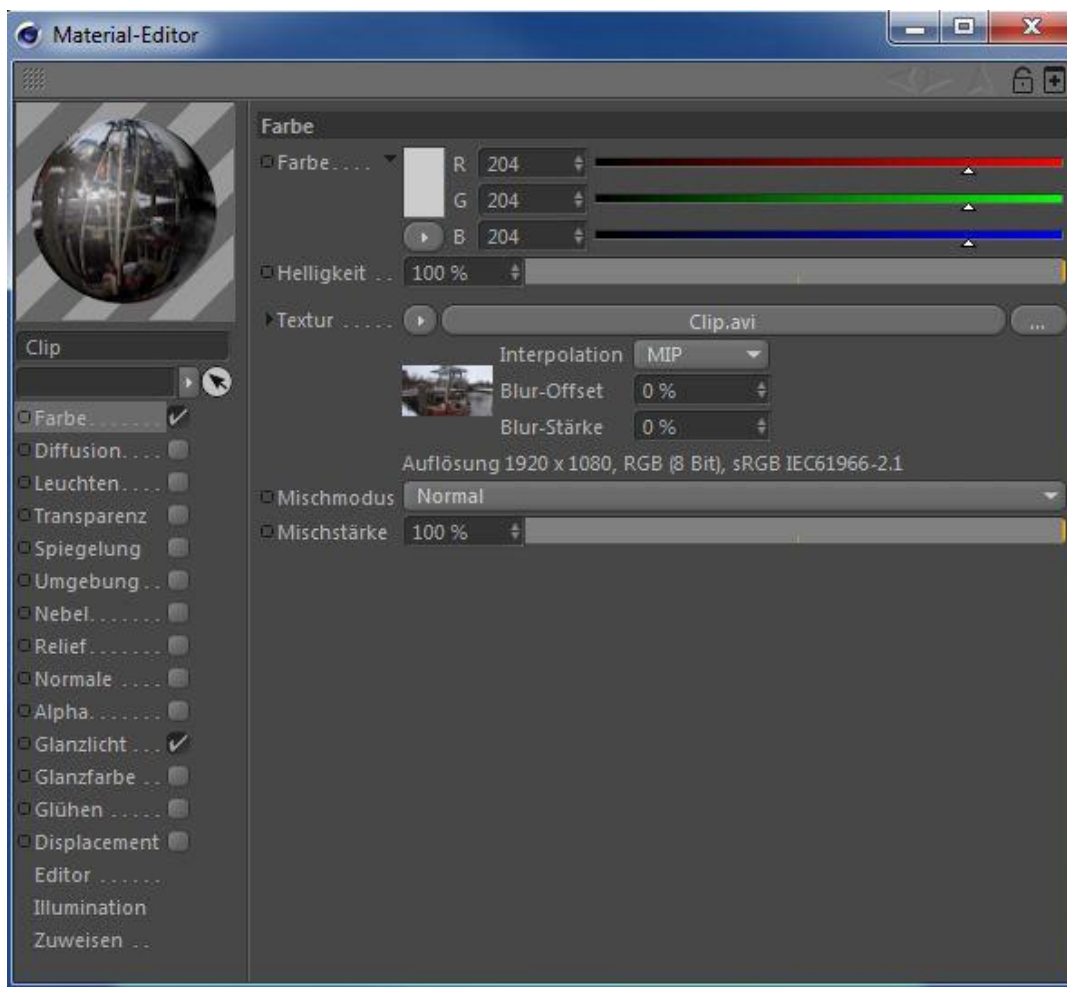 Material-Editor
Farbe
Farbe....
R 204
G 204
B 204
Helligkeit .. 100 %
Textur ..... Clip.avi ...
Interpolation MIP
Blur-Offset 0 %
Blur-Stärke 0 %
Auflösung 1920 x 1080, RGB (8 Bit), sRGB IEC61966-2.1
Mischmodus Normal
Mischstärke 100 %
Clip
Farbe.......
Diffusion....
Leuchten....
Transparenz
Spiegelung
Umgebung ..
Nebel.......
Relief.......
Normale ....
Alpha.......
Glanzlicht ...
Glanzfarbe ..
Glühen .....
Displacement
Editor ......
Illumination
Zuweisen ..